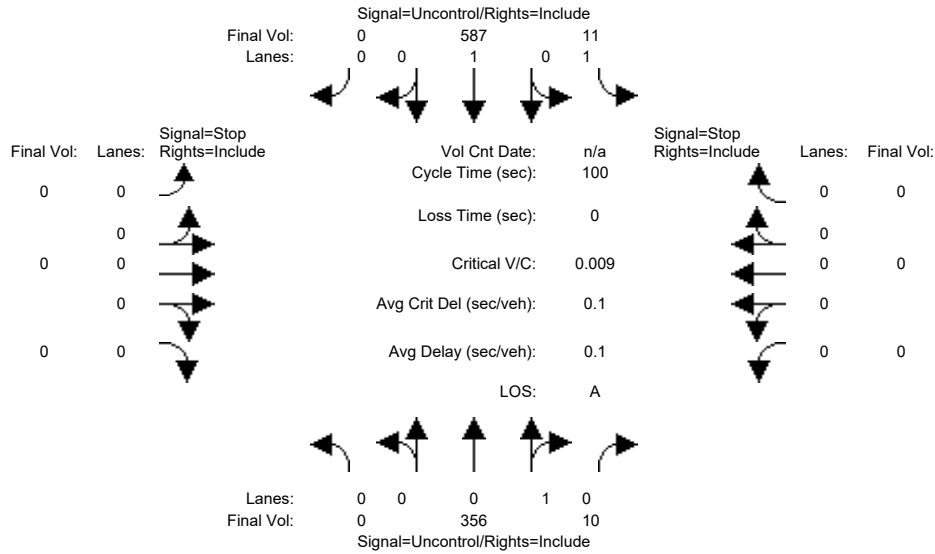 Signal=Uncontrol/Rights=Include
Final Vol: 0 587 11
Lanes: 0 0 1 0 1
Signal=Stop
Final Vol: Lanes: Rights=Include
Vol Cnt Date: n/a
Signal=Stop
Rights=Include Lanes: Final Vol:
Cycle Time (sec): 100
0 0
0 0
Loss Time (sec): 0
0
0
0 0
Critical V/C: 0.009
0 0
0
Avg Crit Del (sec/veh): 0.1
0
0 0
Avg Delay (sec/veh): 0.1
0 0
LOS: A
Lanes: 0 0 0 1 0
Final Vol: 0 356 10
Signal=Uncontrol/Rights=Include